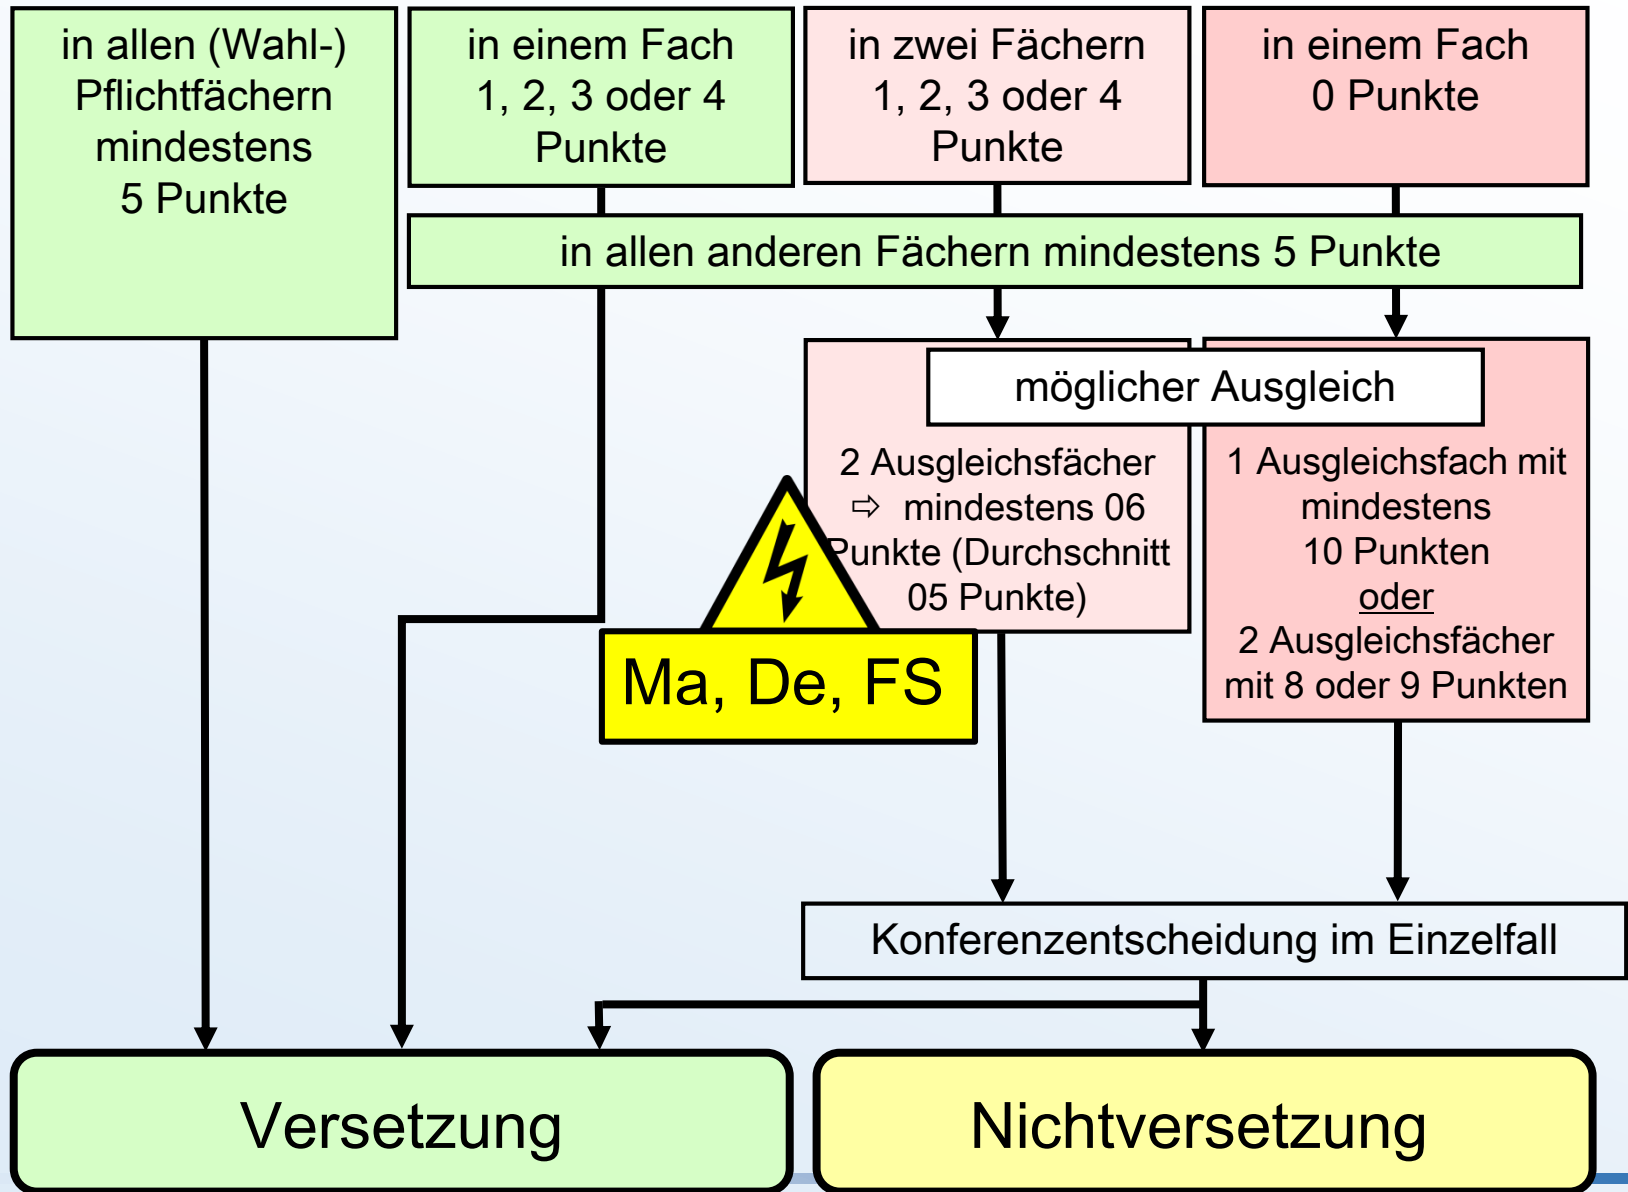 in allen (Wahl-)
Pflichtfächern
mindestens
5 Punkte
in einem Fach
1, 2, 3 oder 4
Punkte
in zwei Fächern
1, 2, 3 oder 4
Punkte
in einem Fach
0 Punkte
in allen anderen Fächern mindestens 5 Punkte
möglicher Ausgleich
2 Ausgleichsfächer
⇨ mindestens 06
Punkte (Durchschnitt
05 Punkte)
1 Ausgleichsfach mit
mindestens
10 Punkten
oder
2 Ausgleichsfächer
mit 8 oder 9 Punkten
Ma, De, FS
Konferenzentscheidung im Einzelfall
Versetzung
Nichtversetzung